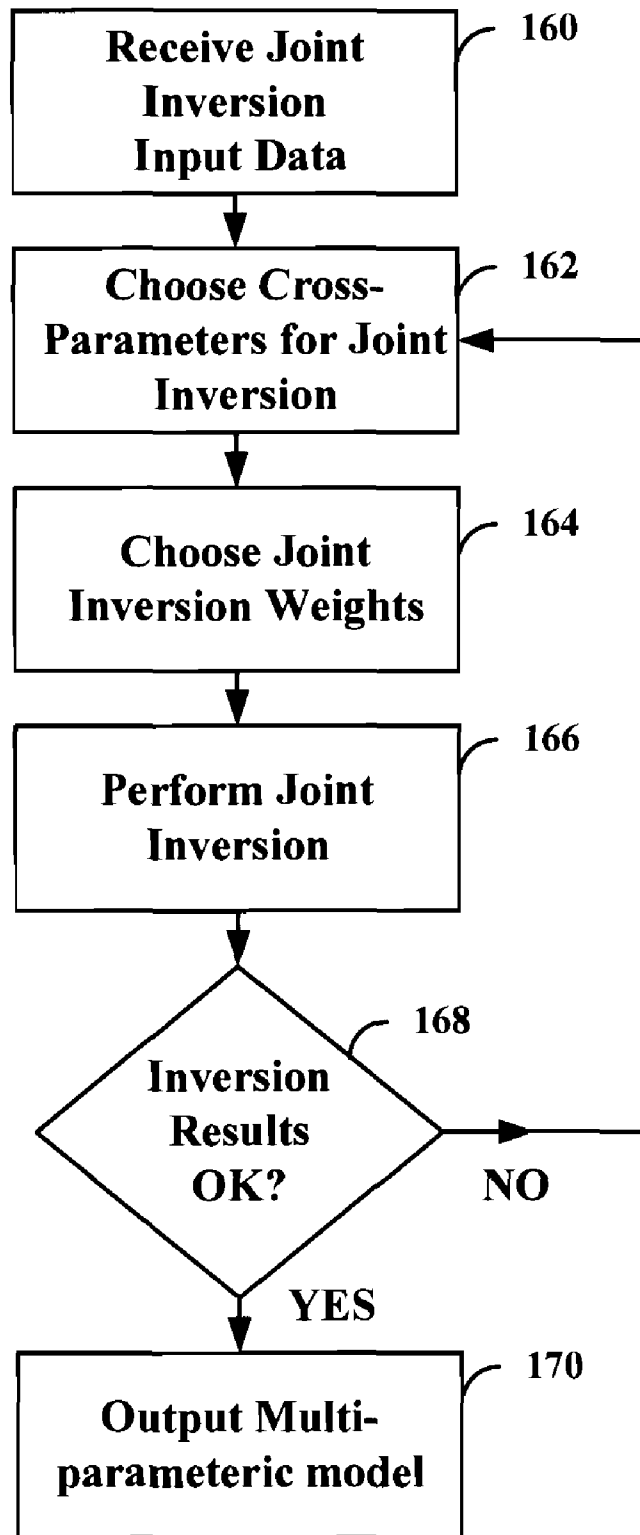 Receive Joint
Inversion
Input Data
160
Choose Cross-
Parameters for Joint
Inversion
162
Choose Joint
Inversion Weights
164
Perform Joint
Inversion
166
Inversion
Results
OK?
168
NO
YES
Output Multi-
parameteric model
170